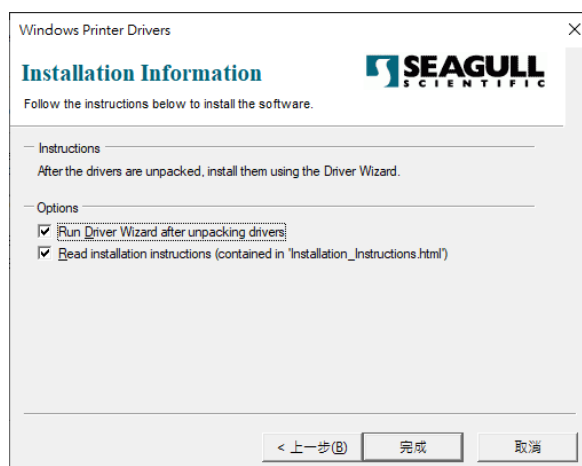 Windows Printer Drivers
Installation Information
SEAGULL
SCIENTIFIC
Follow the instructions below to install the software.
Instructions
After the drivers are unpacked, install them using the Driver Wizard.
Options
Run Driver Wizard after unpacking drivers
Read installation instructions (contained in 'Installation_Instructions.html')
< 上一步(B)
完成
取消